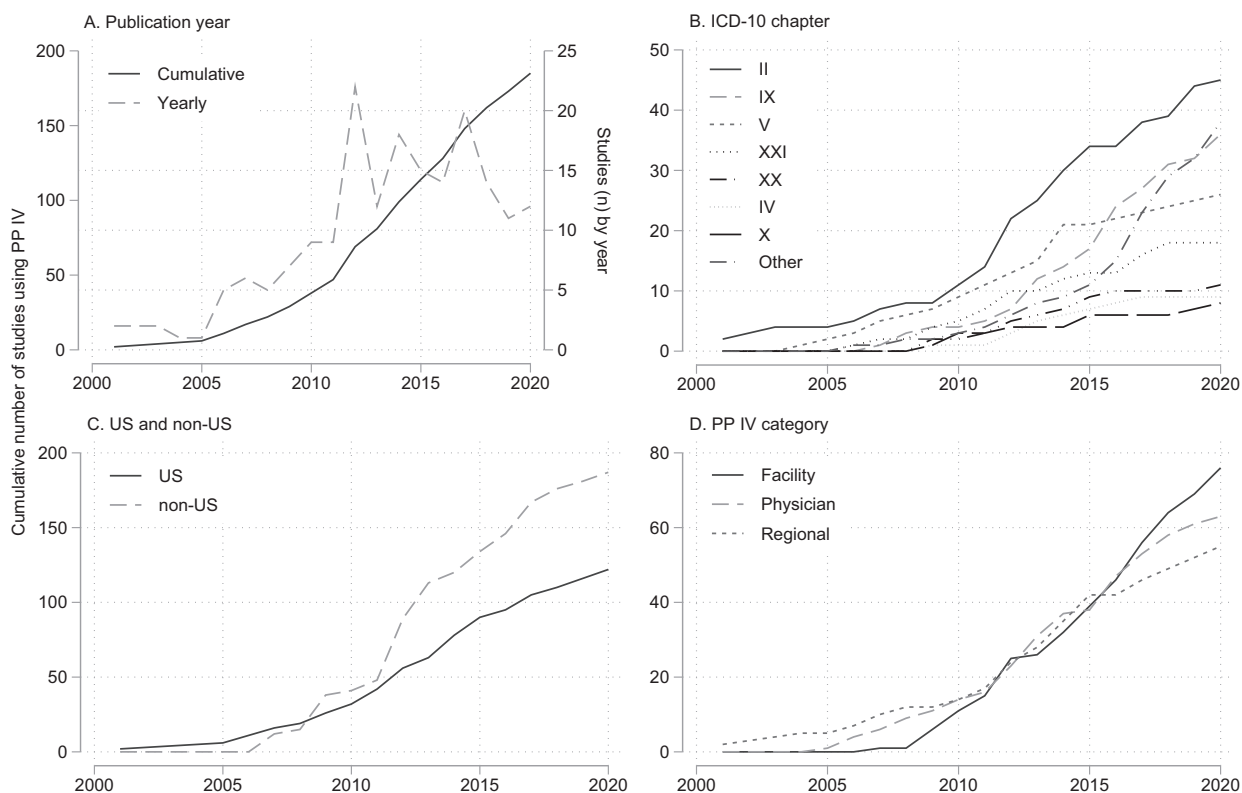 A. Publication year
200
150
100
50
0
25
20
15
10
5
0
Cumulative
Yearly
Studies (n) by year
2000 2005 2010 2015 2020
B. ICD-10 chapter
50
40
30
20
10
0
II
IX
V
XXI
XX
IV
X
Other
2000 2005 2010 2015 2020
Cumulative number of studies using PP IV
C. US and non-US
200
150
100
50
0
US
non-US
2000 2005 2010 2015 2020
D. PP IV category
80
60
40
20
0
Facility
Physician
Regional
2000 2005 2010 2015 2020